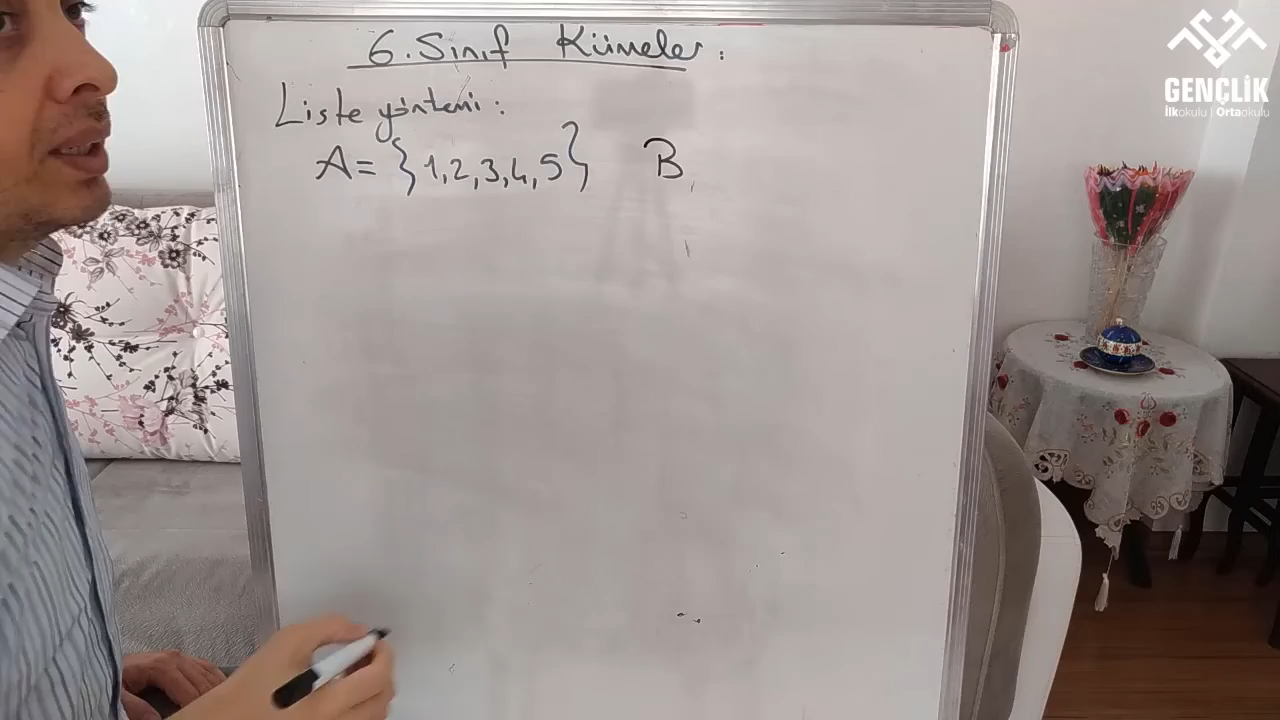 6. Sınıf Kümeler:
Liste yöntemi:
A = {1,2,3,4,5} B
GENÇLİK
İlkokulu | Ortaokulu